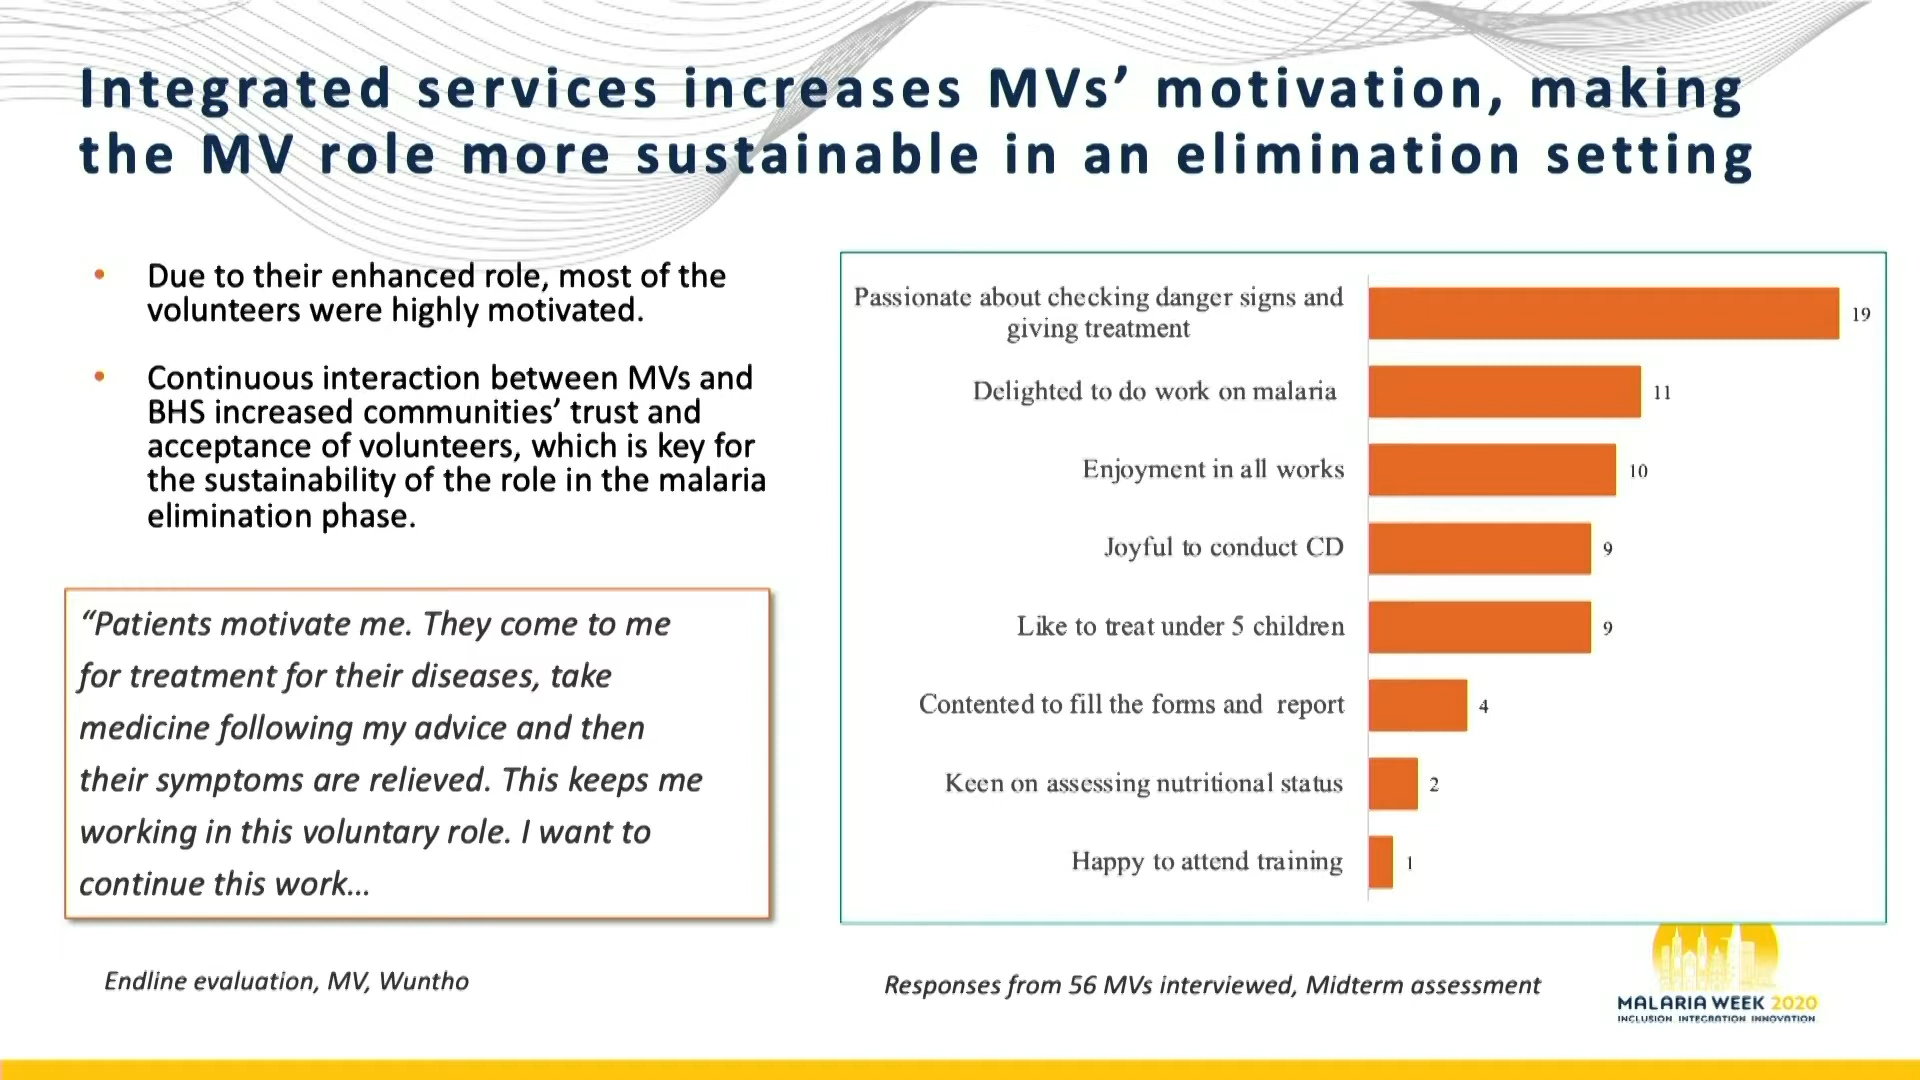 Integrated services increases MVs’ motivation, making
the MV role more sustainable in an elimination setting
• Due to their enhanced role, most of the
volunteers were highly motivated.
• Continuous interaction between MVs and
BHS increased communities’ trust and
acceptance of volunteers, which is key for
the sustainability of the role in the malaria
elimination phase.
“Patients motivate me. They come to me
for treatment for their diseases, take
medicine following my advice and then
their symptoms are relieved. This keeps me
working in this voluntary role. I want to
continue this work...
Endline evaluation, MV, Wuntho
Passionate about checking danger signs and
giving treatment
19
Delighted to do work on malaria
11
Enjoyment in all works
10
Joyful to conduct CD
9
Like to treat under 5 children
9
Contented to fill the forms and report
4
Keen on assessing nutritional status
2
Happy to attend training
1
Responses from 56 MVs interviewed, Midterm assessment
MALARIA WEEK 2020
INCLUSION INTEGRATION INNOVATION